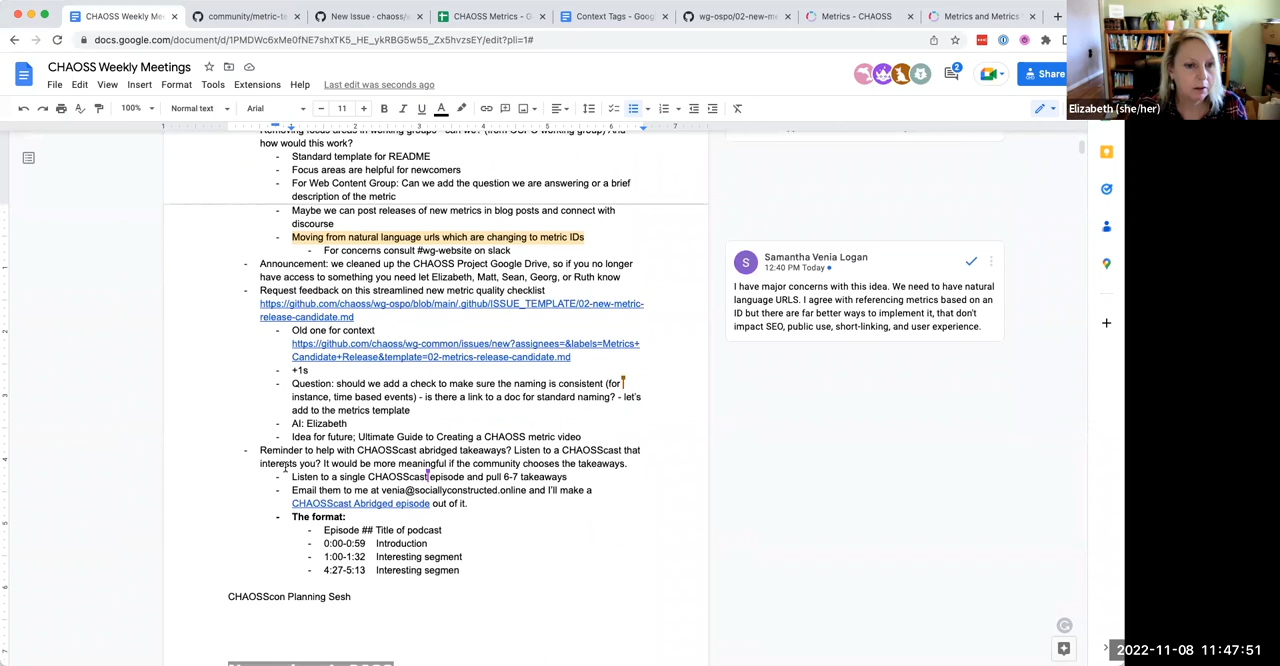 CHAOSS Weekly Meet
community/metric-te
New Issue · chaoss/
CHAOSS Metrics - G
Context Tags - Goog
wg-ospo/02-new-m
Metrics - CHAOSS
Metrics and Metrics
docs.google.com/document/d/1PMDWc6xMe0fNE7shxTK5_HE_ykRBG5w55_Zx5hvzsEY/edit?pli=1#
CHAOSS Weekly Meetings
File Edit View Insert Format Tools Extensions Help Last edit was seconds ago
2
Share
100% Normal text Arial 11
Elizabeth (she/her)
Removing focus areas in working groups - can we? (from OSPO working group) And
how would this work?
- Standard template for README
- Focus areas are helpful for newcomers
- For Web Content Group: Can we add the question we are answering or a brief
description of the metric
- Maybe we can post releases of new metrics in blog posts and connect with
discourse
- Moving from natural language urls which are changing to metric IDs
- For concerns consult #wg-website on slack
- Announcement: we cleaned up the CHAOSS Project Google Drive, so if you no longer
have access to something you need let Elizabeth, Matt, Sean, Georg, or Ruth know
- Request feedback on this streamlined new metric quality checklist
https://github.com/chaoss/wg-ospo/blob/main/.github/ISSUE_TEMPLATE/02-new-metric-
release-candidate.md
- Old one for context
https://github.com/chaoss/wg-common/issues/new?assignees=&labels=Metrics+
Candidate+Release&template=02-metrics-release-candidate.md
- +1s
- Question: should we add a check to make sure the naming is consistent (for
instance, time based events) - is there a link to a doc for standard naming? - let's
add to the metrics template
- AI: Elizabeth
- Idea for future; Ultimate Guide to Creating a CHAOSS metric video
- Reminder to help with CHAOSScast abridged takeaways? Listen to a CHAOSScast that
interests you? It would be more meaningful if the community chooses the takeaways.
- Listen to a single CHAOSScast episode and pull 6-7 takeaways
- Email them to me at venia@sociallyconstructed.online and I'll make a
CHAOSScast Abridged episode out of it.
- The format:
- Episode ## Title of podcast
- 0:00-0:59 Introduction
- 1:00-1:32 Interesting segment
- 4:27-5:13 Interesting segmen
CHAOSScon Planning Sesh
S
Samantha Venia Logan
12:40 PM Today
I have major concerns with this idea. We need to have natural
language URLS. I agree with referencing metrics based on an
ID but there are far better ways to implement it, that don't
impact SEO, public use, short-linking, and user experience.
2022-11-08 11:47:51